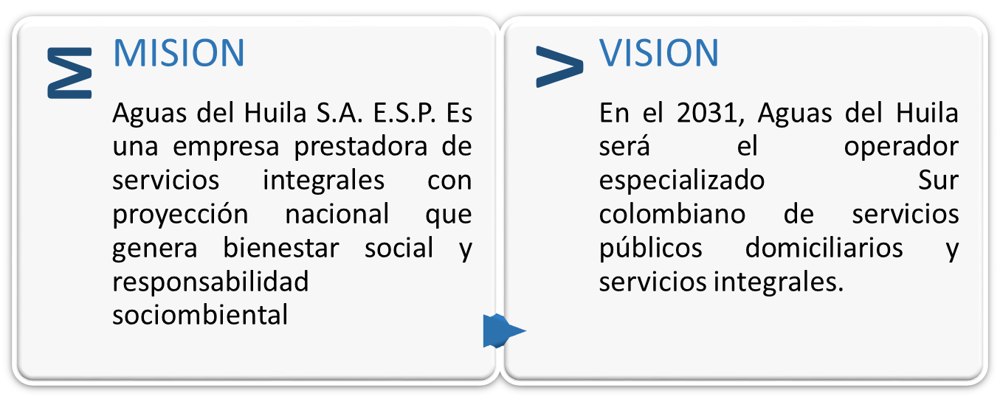 M
MISION
Aguas del Huila S.A. E.S.P. Es
una empresa prestadora de
servicios integrales con
proyección nacional que
genera bienestar social y
responsabilidad
sociombiental
V
VISION
En el 2031, Aguas del Huila
será el operador
especializado Sur
colombiano de servicios
públicos domiciliarios y
servicios integrales.